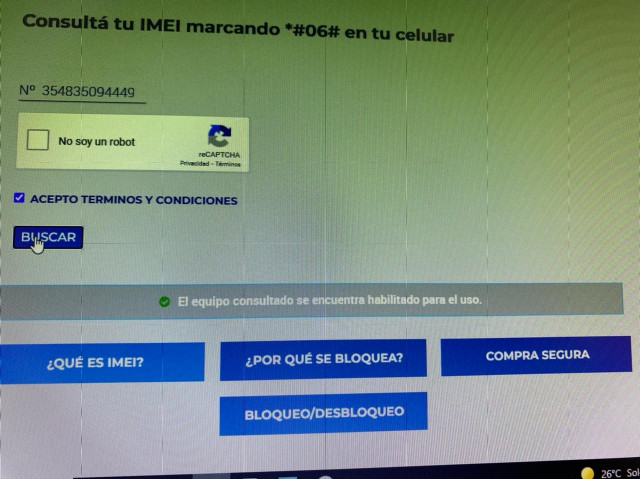 Consultá tu IMEI marcando *#06# en tu celular
Nº 354835094449
No soy un robot
reCAPTCHA
Privacidad - Términos
ACEPTO TERMINOS Y CONDICIONES
BUSCAR
El equipo consultado se encuentra habilitado para el uso.
¿QUÉ ES IMEI?
¿POR QUÉ SE BLOQUEA?
COMPRA SEGURA
BLOQUEO/DESBLOQUEO
26°C Sol